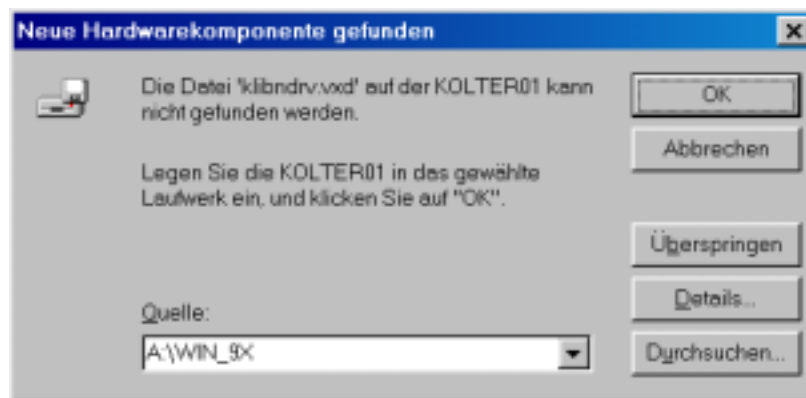 Neue Hardwarekomponente gefunden
Die Datei 'klibndrv.vxd' auf der KOLTER01 kann
nicht gefunden werden.
Legen Sie die KOLTER01 in das gewählte
Laufwerk ein, und klicken Sie auf "OK".
Quelle:
A:\WIN_9X
OK
Abbrechen
Überspringen
Details...
Durchsuchen...